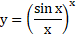 y = (sin x / x)^x